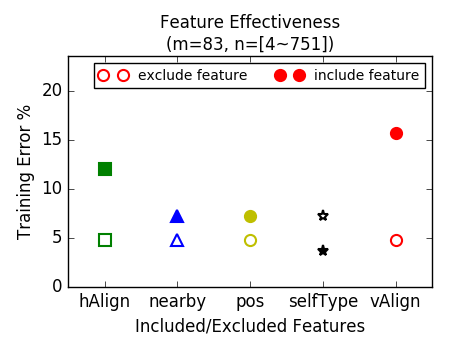 Feature Effectiveness
(m=83, n=[4~751])
exclude feature include feature
Training Error %
20
15
10
5
0
hAlign nearby pos selfType vAlign
Included/Excluded Features